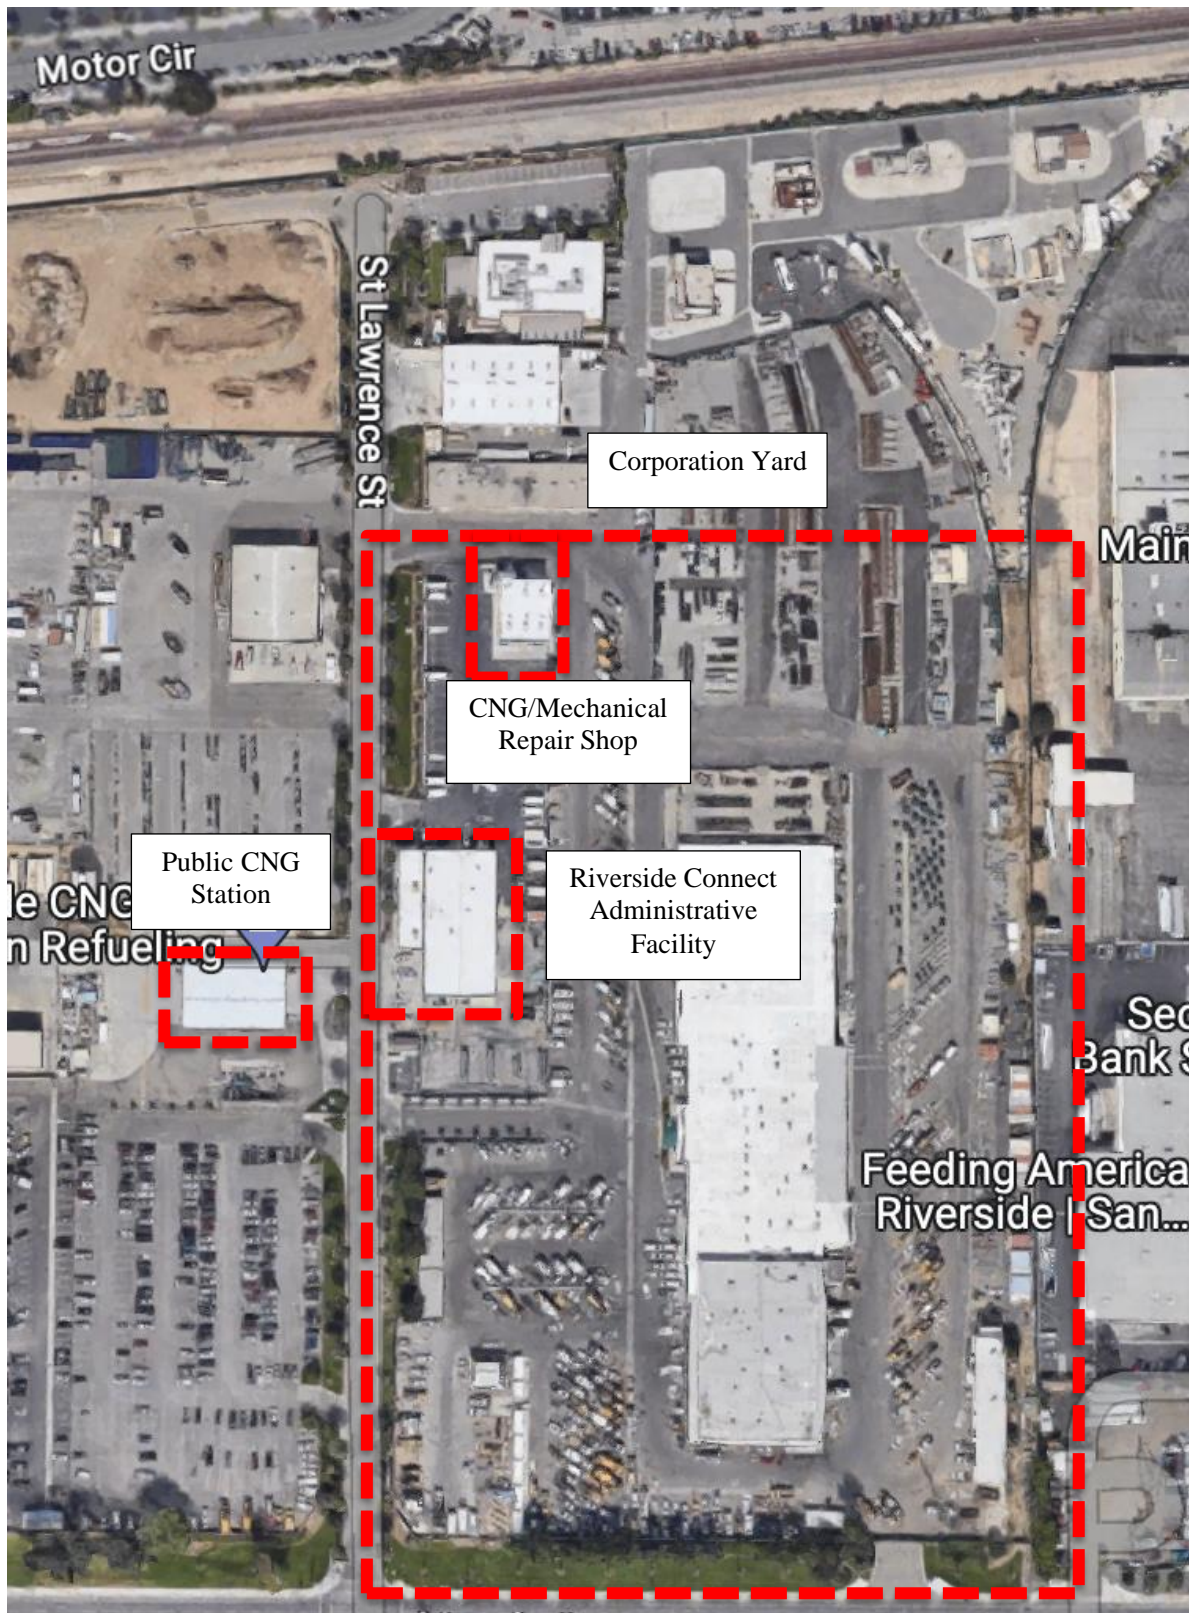 Motor Cir
St Lawrence St
Corporation Yard
Main
CNG/Mechanical
Repair Shop
Public CNG
Station
Riverside Connect
Administrative
Facility
le CNG
n Refueling
Sec
Bank S
Feeding America
Riverside | San...